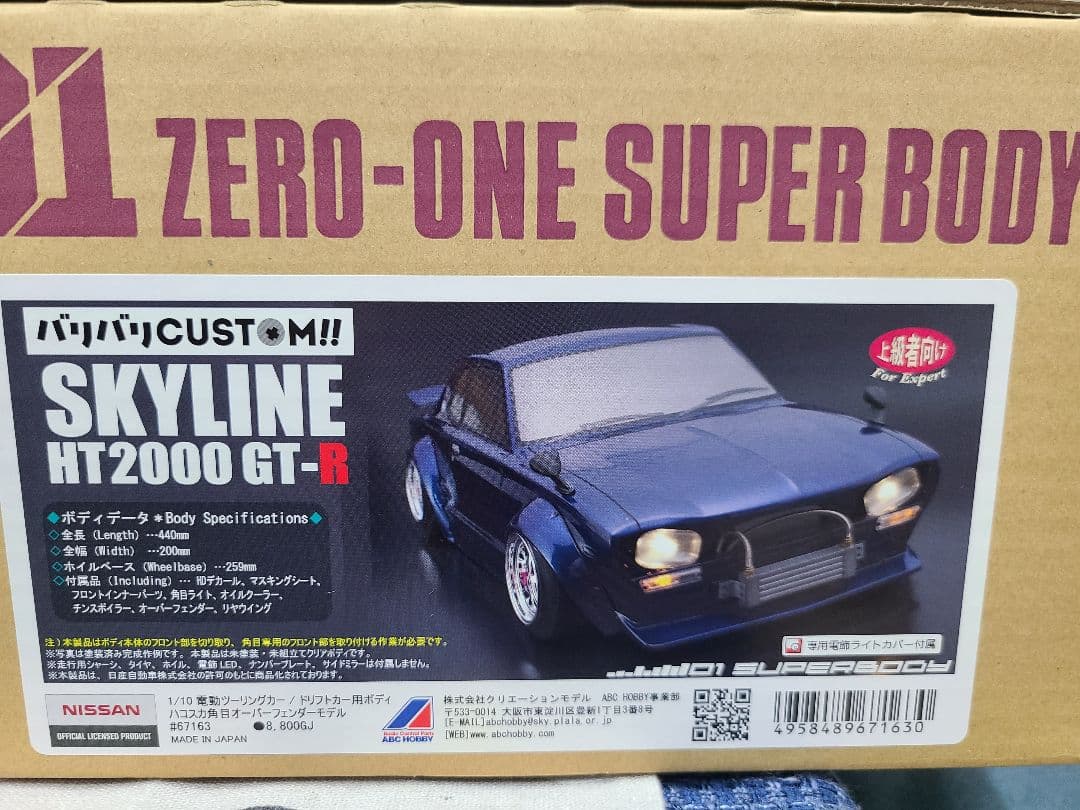 01 ZERO-ONE SUPER BODY
バリバリCUSTOM!!
SKYLINE
HT2000 GT-R
上級者向け
For Expert
◆ボディデータ*Body Specifications◆
◇全長 (Length) …440mm
◇全幅 (Width) …200mm
◇ホイルベース (Wheelbase) …259mm
◇付属品 (Including) … HDデカール、マスキングシート、
フロントインナーパーツ、角目ライト、オイルクーラー、
チンスポイラー、オーバーフェンダー、リヤウイング
注)本製品はボディ本体のフロント部を切り取り、角目専用のフロント部を取り付ける作業が必要です。
※写真は塗装済み完成作例です。本製品は未塗装・未組立てクリアボディです。
※走行用シャーシ、タイヤ、ホイル、電飾LED、ナンバープレート、サイドミラーは付属しません。
※本製品は、日産自動車株式会社の許可のもとに商品化されております。
専用電飾ライトカバー付属
01 SUPERBODY
NISSAN
OFFICIAL LICENSED PRODUCT
1/10 電動ツーリングカー / ドリフトカー用ボディ
ハコスカ角目オーバーフェンダーモデル
#67163 ●8,800GJ
MADE IN JAPAN
Radio Control Parts
ABC HOBBY
株式会社クリエーションモデル ABC HOBBY事業部
〒533-0014 大阪市東淀川区豊新1丁目3番8号
[E-MAIL]abchobby@sky.plala.or.jp
[WEB]www.abchobby.com
4958489671630